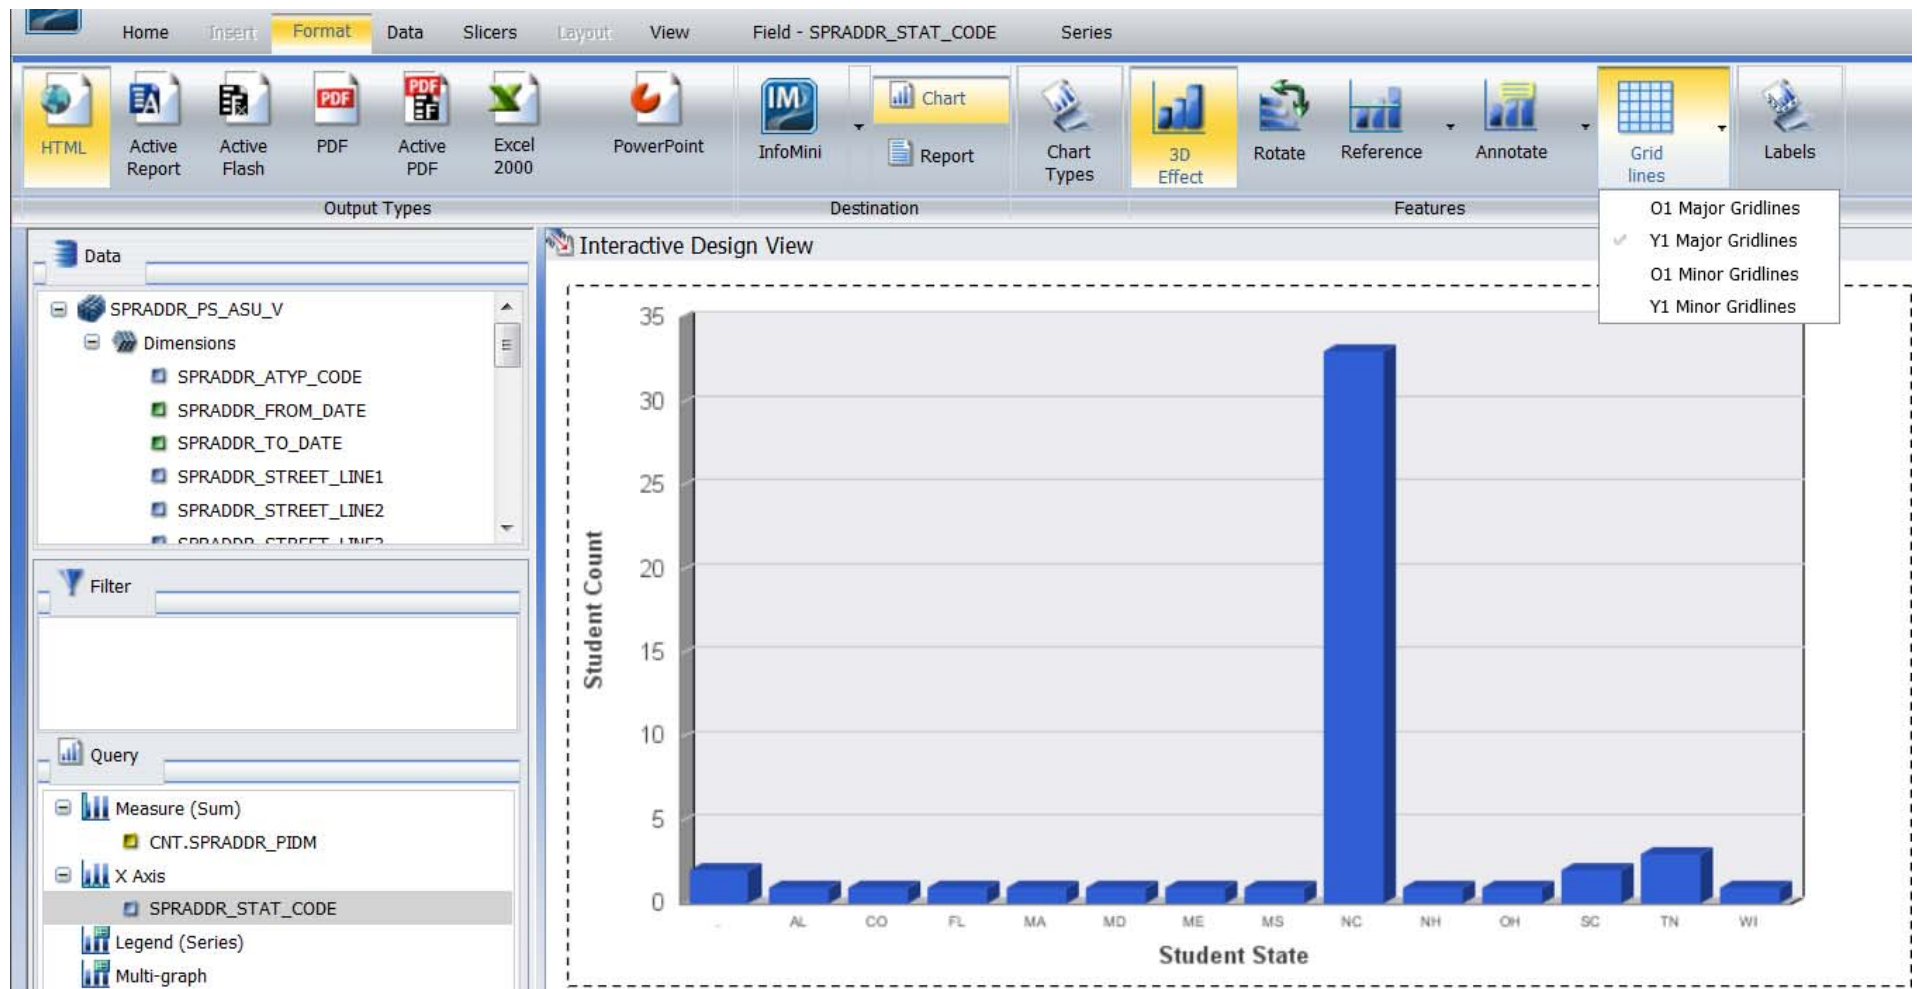 Home Insert Format Data Slicers Layout View Field - SPRADDR_STAT_CODE Series
HTML
Active
Report
Active
Flash
PDF
PDF
PDF
Active
PDF
Excel
2000
PowerPoint
IM
InfoMini
Chart
Report
Chart
Types
3D
Effect
Rotate
Reference
Annotate
Grid
lines
Labels
Output Types
Destination
Features
O1 Major Gridlines
Y1 Major Gridlines
O1 Minor Gridlines
Y1 Minor Gridlines
Data
SPRADDR_PS_ASU_V
Dimensions
SPRADDR_ATYP_CODE
SPRADDR_FROM_DATE
SPRADDR_TO_DATE
SPRADDR_STREET_LINE1
SPRADDR_STREET_LINE2
SPRADDR_STREET_LINE3
Filter
Query
Measure (Sum)
CNT.SPRADDR_PIDM
X Axis
SPRADDR_STAT_CODE
Legend (Series)
Multi-graph
Interactive Design View
35
30
25
20
15
10
5
0
Student Count
. AL CO FL MA MD ME MS NC NH OH SC TN WI
Student State